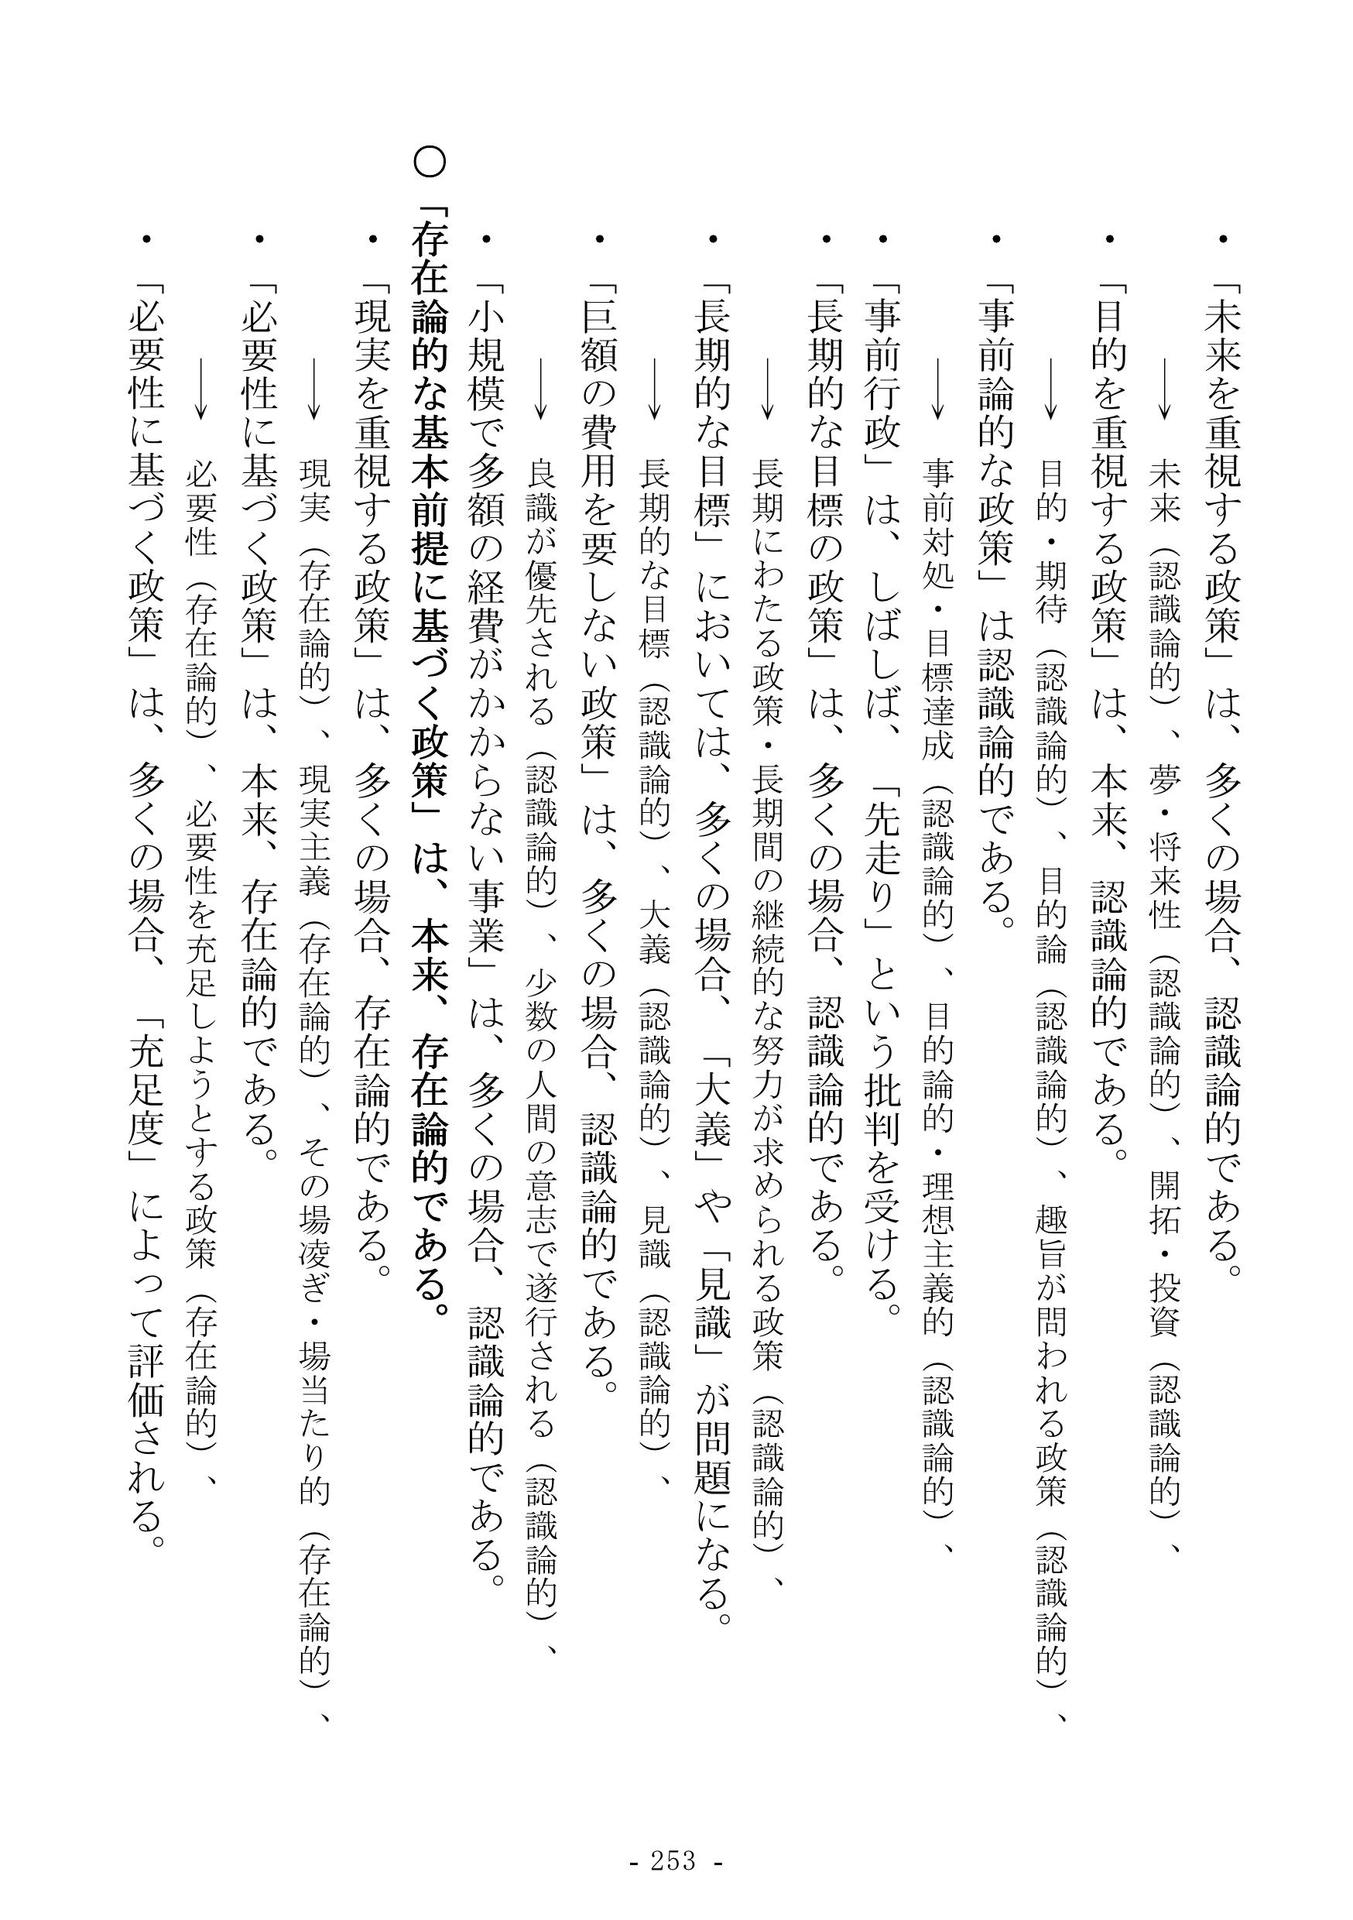 ・「未来を重視する政策」は、多くの場合、認識論的である。
→ 未来（認識論的）、夢・将来性（認識論的）、開拓・投資（認識論的）、
・「目的を重視する政策」は、本来、認識論的である。
→ 目的・期待（認識論的）、目的論（認識論的）、趣旨が問われる政策（認識論的）、
・「事前論的な政策」は認識論的である。
→ 事前対処・目標達成（認識論的）、目的論的・理想主義的（認識論的）、
・「事前行政」は、しばしば、「先走り」という批判を受ける。
・「長期的な目標の政策」は、多くの場合、認識論的である。
→ 長期にわたる政策・長期間の継続的な努力が求められる政策（認識論的）、
・「長期的な目標」においては、多くの場合、「大義」や「見識」が問題になる。
→ 長期的な目標（認識論的）、大義（認識論的）、見識（認識論的）、
・「巨額の費用を要しない政策」は、多くの場合、認識論的である。
→ 良識が優先される（認識論的）、少数の人間の意志で遂行される（認識論的）、
・「小規模で多額の経費がかからない事業」は、多くの場合、認識論的である。
○「存在論的な基本前提に基づく政策」は、本来、存在論的である。
・「現実を重視する政策」は、多くの場合、存在論的である。
→ 現実（存在論的）、現実主義（存在論的）、その場凌ぎ・場当たり的（存在論的）、
・「必要性に基づく政策」は、本来、存在論的である。
→ 必要性（存在論的）、必要性を充足しようとする政策（存在論的）、
・「必要性に基づく政策」は、多くの場合、「充足度」によって評価される。
- 253 -